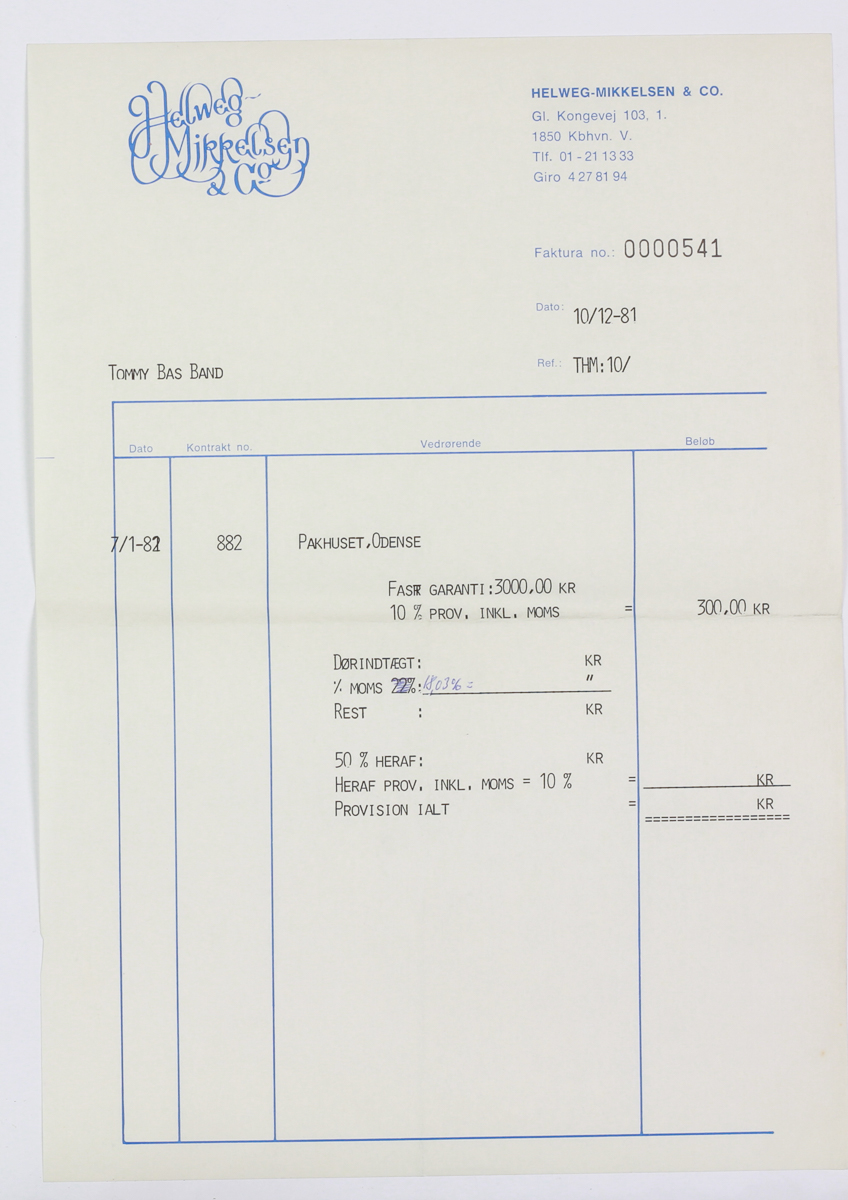 Helweg-
Mikkelsen
& Co
HELWEG-MIKKELSEN & CO.
Gl. Kongevej 103, 1.
1850 Kbhvn. V.
Tlf. 01 - 21 13 33
Giro 4 27 81 94
Faktura no.: 0000541
Dato: 10/12-81
Ref.: THM:10/
TOMMY BAS BAND
Dato Kontrakt no. Vedrørende Beløb
7/1-82 882 PAKHUSET,ODENSE
FAST GARANTI:3000,00 KR
10 % PROV. INKL. MOMS = 300,00 KR
DØRINDTÆGT: KR
% MOMS 22%: 18,03% = "
REST : KR
50 % HERAF: KR
HERAF PROV. INKL. MOMS = 10 % = KR
PROVISION IALT = KR
==================